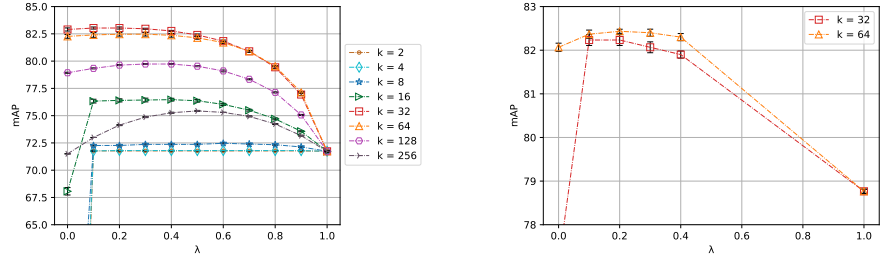 85.0
82.5
80.0
77.5
75.0
72.5
70.0
67.5
65.0
mAP
0.0 0.2 0.4 0.6 0.8 1.0
λ
k = 2
k = 4
k = 8
k = 16
k = 32
k = 64
k = 128
k = 256
83
82
81
80
79
78
mAP
0.0 0.2 0.4 0.6 0.8 1.0
λ
k = 32
k = 64